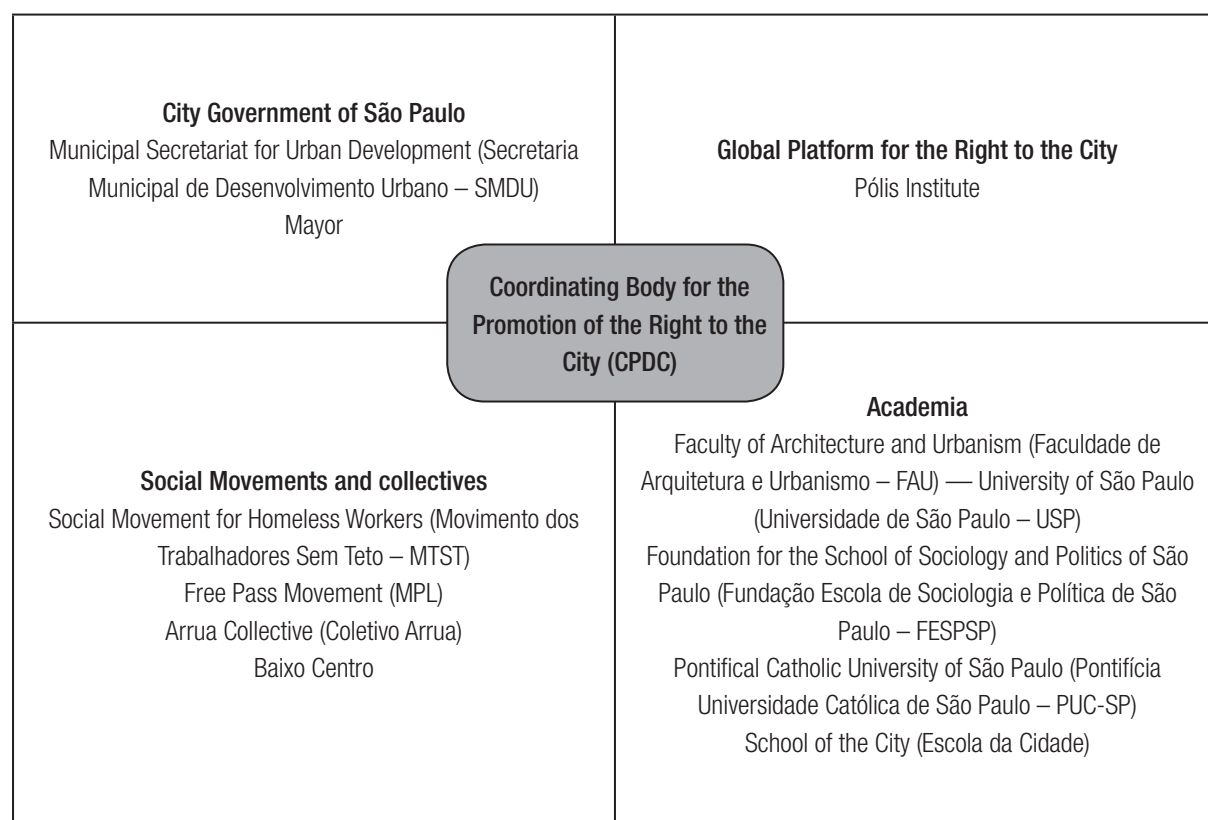 City Government of São Paulo
Municipal Secretariat for Urban Development (Secretaria
Municipal de Desenvolvimento Urbano – SMDU)
Mayor
Global Platform for the Right to the City
Pólis Institute
Coordinating Body for the
Promotion of the Right to the
City (CPDC)
Social Movements and collectives
Social Movement for Homeless Workers (Movimento dos
Trabalhadores Sem Teto – MTST)
Free Pass Movement (MPL)
Arrua Collective (Coletivo Arrua)
Baixo Centro
Academia
Faculty of Architecture and Urbanism (Faculdade de
Arquitetura e Urbanismo – FAU) — University of São Paulo
(Universidade de São Paulo – USP)
Foundation for the School of Sociology and Politics of São
Paulo (Fundação Escola de Sociologia e Política de São
Paulo – FESPSP)
Pontifical Catholic University of São Paulo (Pontifícia
Universidade Católica de São Paulo – PUC-SP)
School of the City (Escola da Cidade)